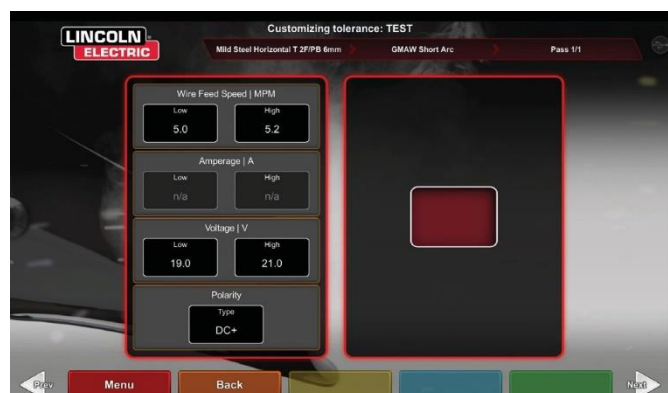 LINCOLN
ELECTRIC
Customizing tolerance: TEST
Mild Steel Horizontal T 2F/PB 6mm
GMAW Short Arc
Pass 1/1
Wire Feed Speed | MPM
Low
High
5.0
5.2
Amperage | A
Low
High
n/a
n/a
Voltage | V
Low
High
19.0
21.0
Polarity
Type
DC+
Prev
Menu
Back
Next